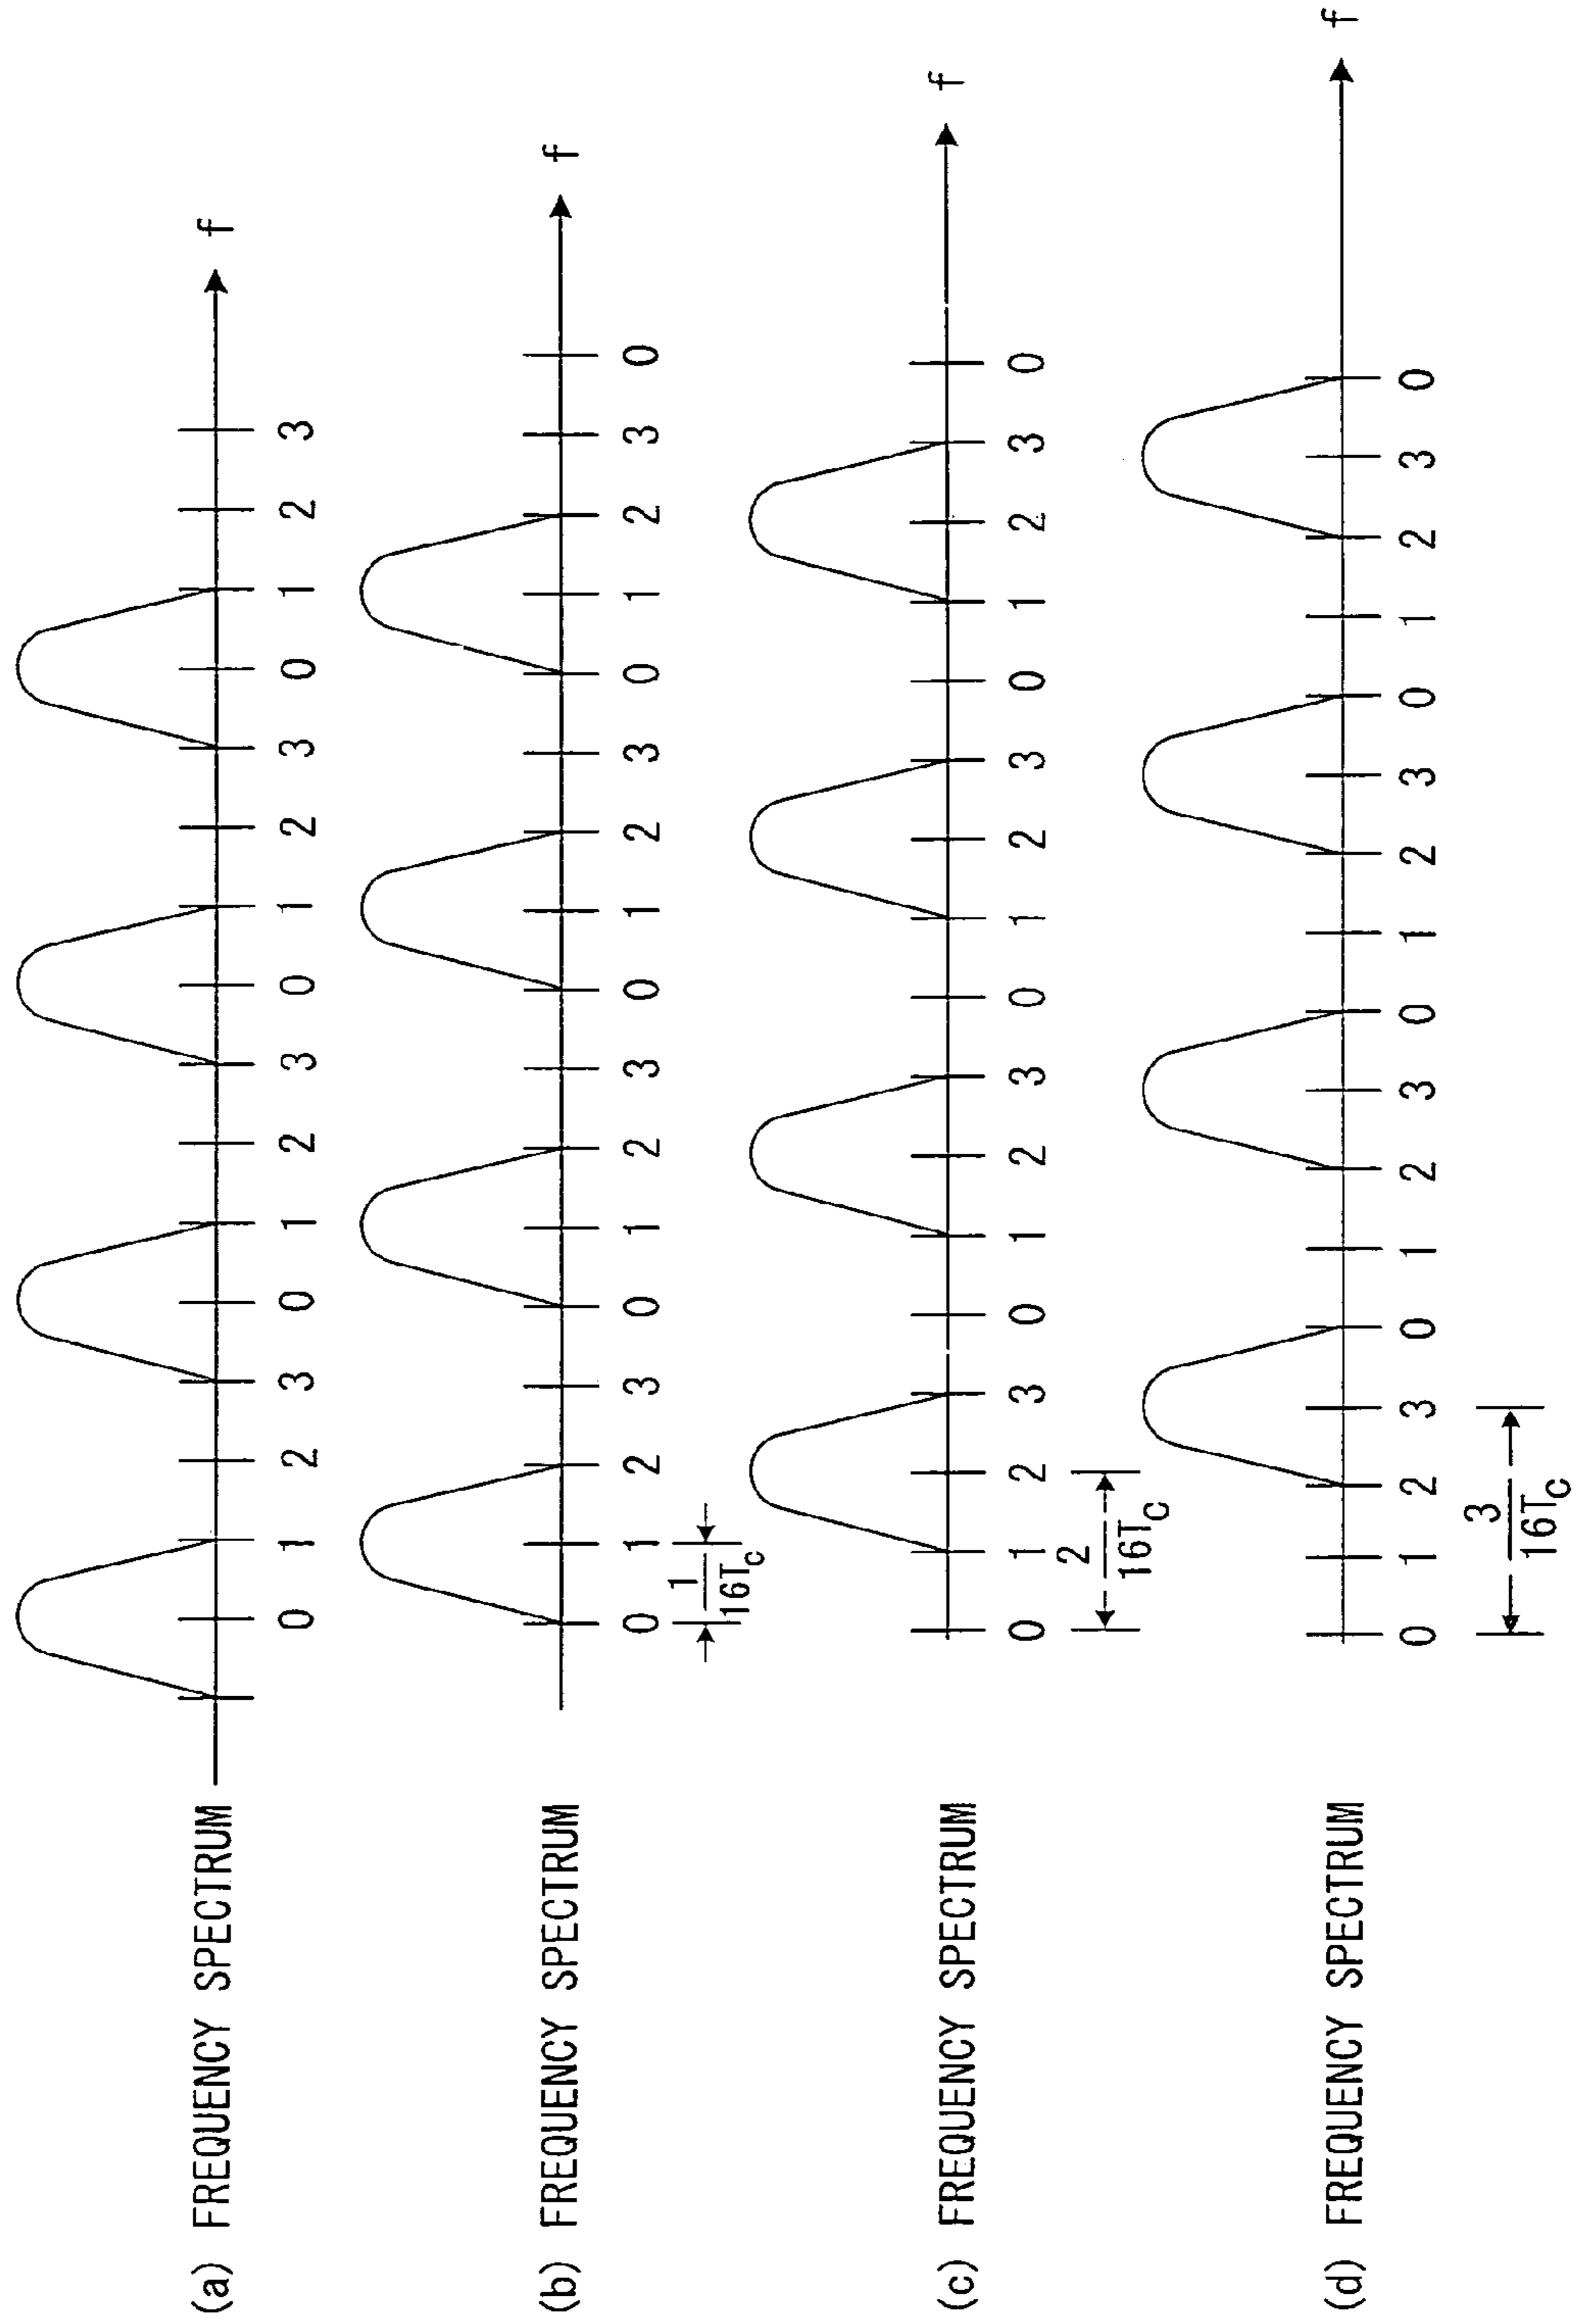 (a) FREQUENCY SPECTRUM
f
0 1 2 3 0 1 2 3 0 1 2 3 0 1 2 3
(b) FREQUENCY SPECTRUM
f
0 1 2 3 0 1 2 3 0 1 2 3 0 1 2 3 0
1
16TC
(c) FREQUENCY SPECTRUM
f
0 1 2 3 0 1 2 3 0 1 2 3 0 1 2 3 0
2
16TC
(d) FREQUENCY SPECTRUM
f
0 1 2 3 0 1 2 3 0 1 2 3 0 1 2 3 0
3
16TC